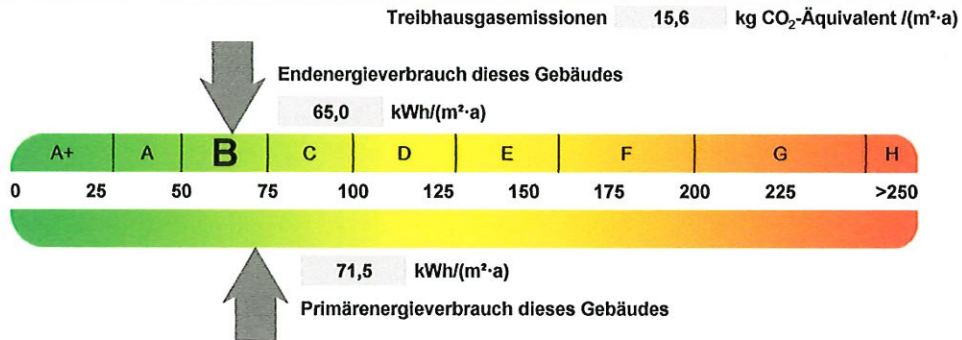 Treibhausgasemissionen 15,6 kg CO₂-Äquivalent /(m²·a)
Endenergieverbrauch dieses Gebäudes
65,0 kWh/(m²·a)
A+ A B C D E F G H
0 25 50 75 100 125 150 175 200 225 >250
71,5 kWh/(m²·a)
Primärenergieverbrauch dieses Gebäudes